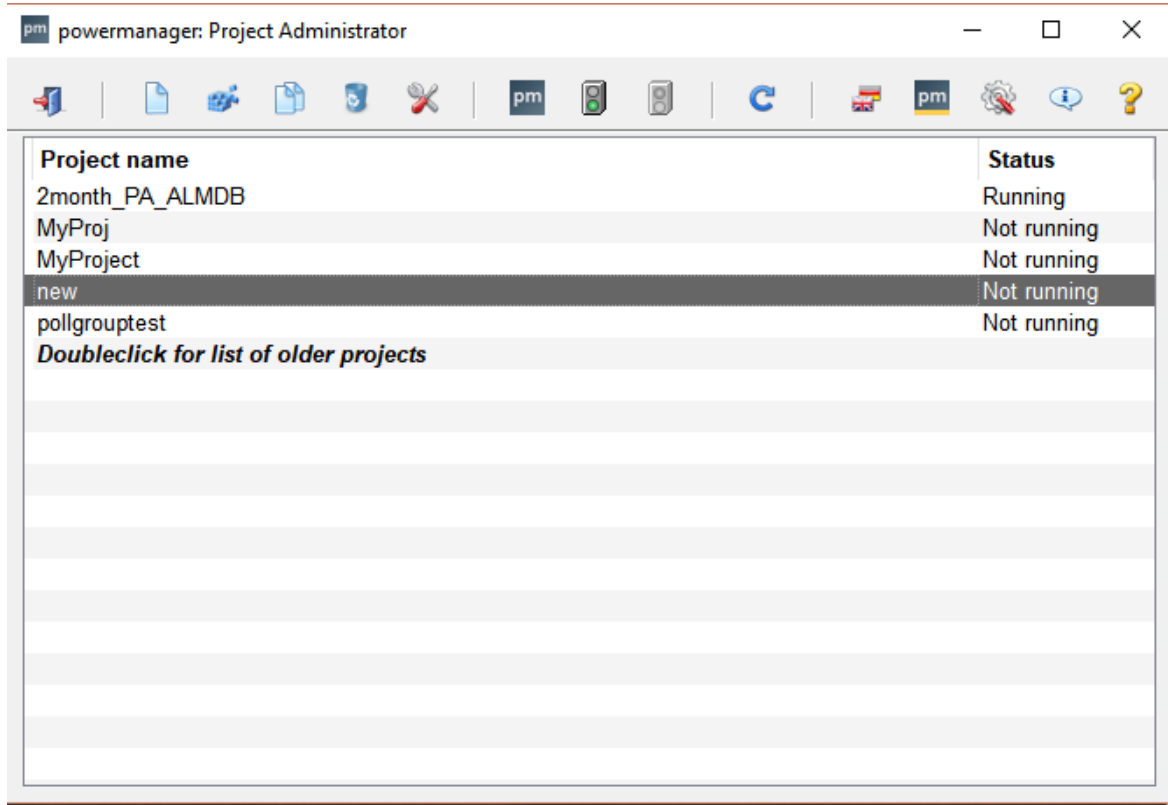 pm powermanager: Project Administrator
pm pm
Project name Status
2month_PA_ALMDB Running
MyProj Not running
MyProject Not running
new Not running
pollgrouptest Not running
Doubleclick for list of older projects